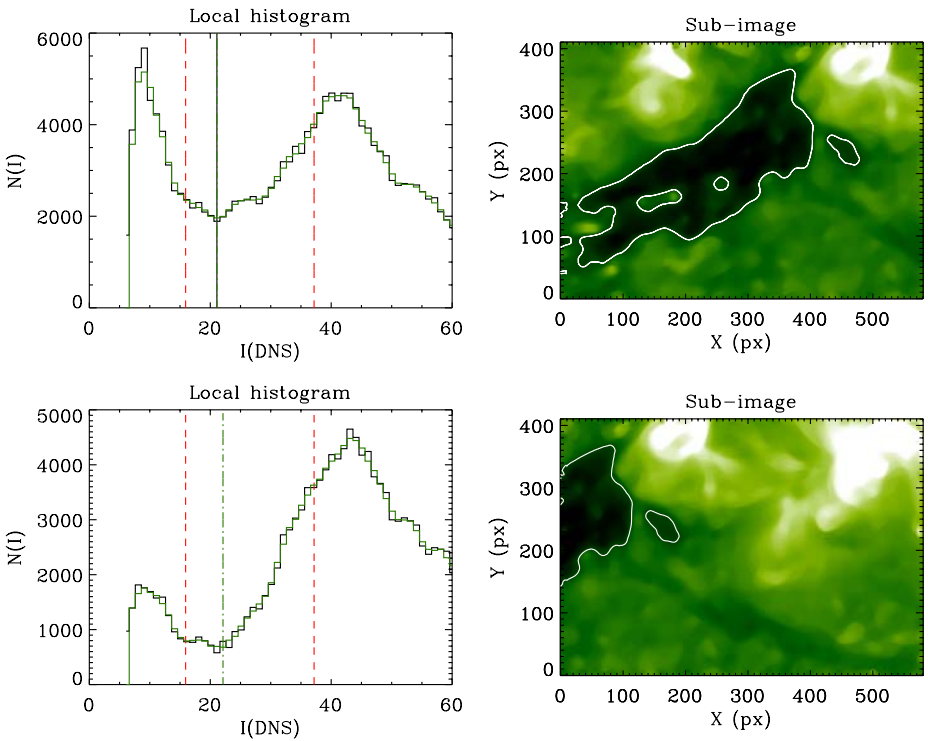 Local histogram
6000
4000
2000
0
N(I)
0 20 40 60
I(DNS)
Sub-image
400
300
200
100
0
Y (px)
0 100 200 300 400 500
X (px)
Local histogram
5000
4000
3000
2000
1000
0
N(I)
0 20 40 60
I(DNS)
Sub-image
400
300
200
100
0
Y (px)
0 100 200 300 400 500
X (px)